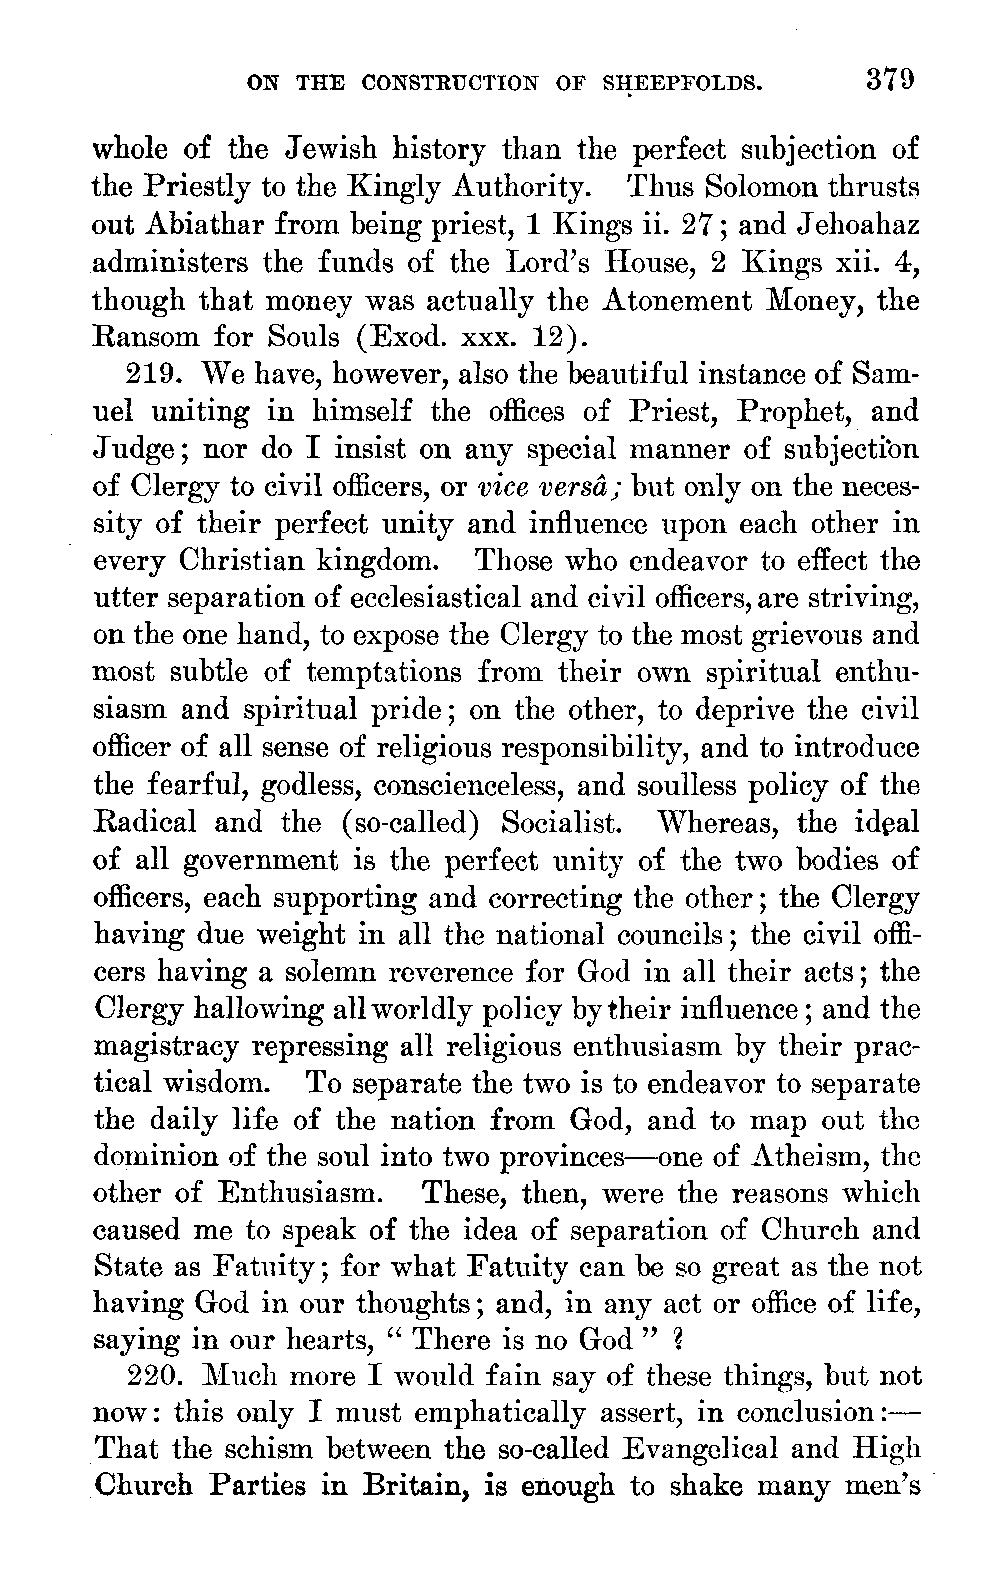 ON THE CONSTRUCTION OF SHEEPFOLDS. 379
whole of the Jewish history than the perfect subjection of
the Priestly to the Kingly Authority. Thus Solomon thrusts
out Abiathar from being priest, 1 Kings ii. 27; and Jehoahaz
administers the funds of the Lord's House, 2 Kings xii. 4,
though that money was actually the Atonement Money, the
Ransom for Souls (Exod. xxx. 12).
219. We have, however, also the beautiful instance of Sam-
uel uniting in himself the offices of Priest, Prophet, and
Judge; nor do I insist on any special manner of subjection
of Clergy to civil officers, or vice versâ; but only on the neces-
sity of their perfect unity and influence upon each other in
every Christian kingdom. Those who endeavor to effect the
utter separation of ecclesiastical and civil officers, are striving,
on the one hand, to expose the Clergy to the most grievous and
most subtle of temptations from their own spiritual enthu-
siasm and spiritual pride; on the other, to deprive the civil
officer of all sense of religious responsibility, and to introduce
the fearful, godless, conscienceless, and soulless policy of the
Radical and the (so-called) Socialist. Whereas, the ideal
of all government is the perfect unity of the two bodies of
officers, each supporting and correcting the other; the Clergy
having due weight in all the national councils; the civil offi-
cers having a solemn reverence for God in all their acts; the
Clergy hallowing all worldly policy by their influence; and the
magistracy repressing all religious enthusiasm by their prac-
tical wisdom. To separate the two is to endeavor to separate
the daily life of the nation from God, and to map out the
dominion of the soul into two provinces—one of Atheism, the
other of Enthusiasm. These, then, were the reasons which
caused me to speak of the idea of separation of Church and
State as Fatuity; for what Fatuity can be so great as the not
having God in our thoughts; and, in any act or office of life,
saying in our hearts, "There is no God"?
220. Much more I would fain say of these things, but not
now: this only I must emphatically assert, in conclusion:—
That the schism between the so-called Evangelical and High
Church Parties in Britain, is enough to shake many men's